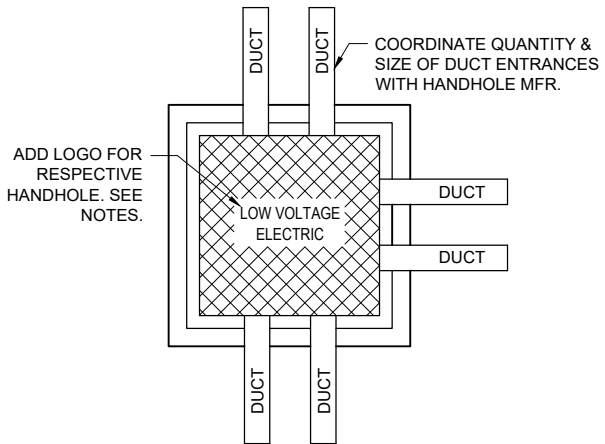 DUCT
DUCT
COORDINATE QUANTITY &
SIZE OF DUCT ENTRANCES
WITH HANDHOLE MFR.
ADD LOGO FOR
RESPECTIVE
HANDHOLE. SEE
NOTES.
DUCT
LOW VOLTAGE
ELECTRIC
DUCT
DUCT
DUCT